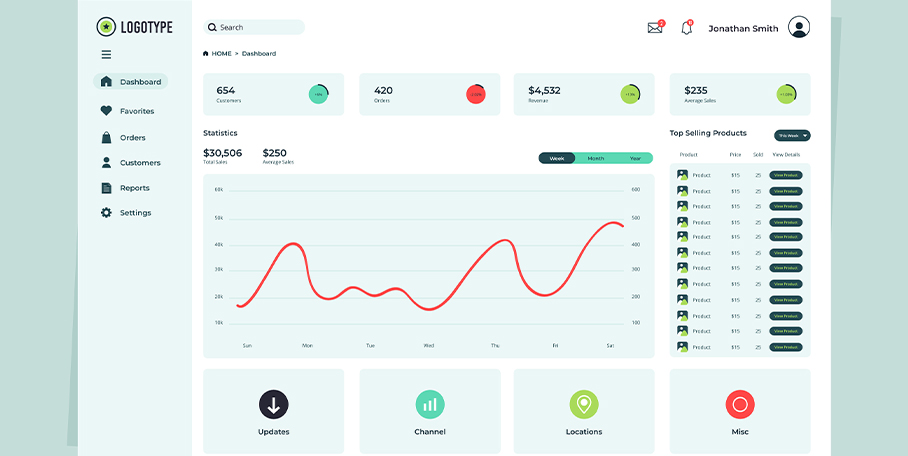 LOGOTYPE
Dashboard
Favorites
Orders
Customers
Reports
Settings
Search
2
Jonathan Smith
HOME > Dashboard
654
Customers
420
Orders
$4,532
Revenue
$235
Average Sales
Statistics
$30,506
Total Sales
$250
Average Sales
Week Month Year
60k 600
50k 500
40k 400
30k 300
20k 200
10k 100
Sun Mon Tue Wed Thu Fri Sat
Top Selling Products
This Week
Product Price Sold View Details
Product $15 25 View Product
Product $15 25 View Product
Product $15 25 View Product
Product $15 25 View Product
Product $15 25 View Product
Product $15 25 View Product
Product $15 25 View Product
Product $15 25 View Product
Product $15 25 View Product
Product $15 25 View Product
Product $15 25 View Product
Product $15 25 View Product
Updates
Channel
Locations
Misc